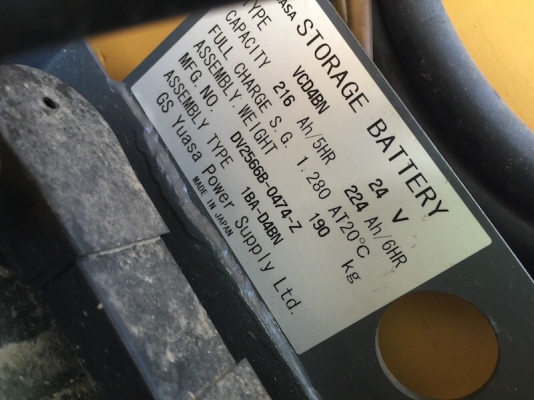 STORAGE BATTERY
TYPE VCD4BN 24 V
CAPACITY 216 Ah/5HR 224 Ah/6HR
FULL CHARGE S.G. 1.280 AT20°C
ASSEMBLY WEIGHT 190 kg
MFG NO. DV2566B-0474-Z
ASSEMBLY TYPE 1BA-D4BN
GS Yuasa Power Supply Ltd.
MADE IN JAPAN